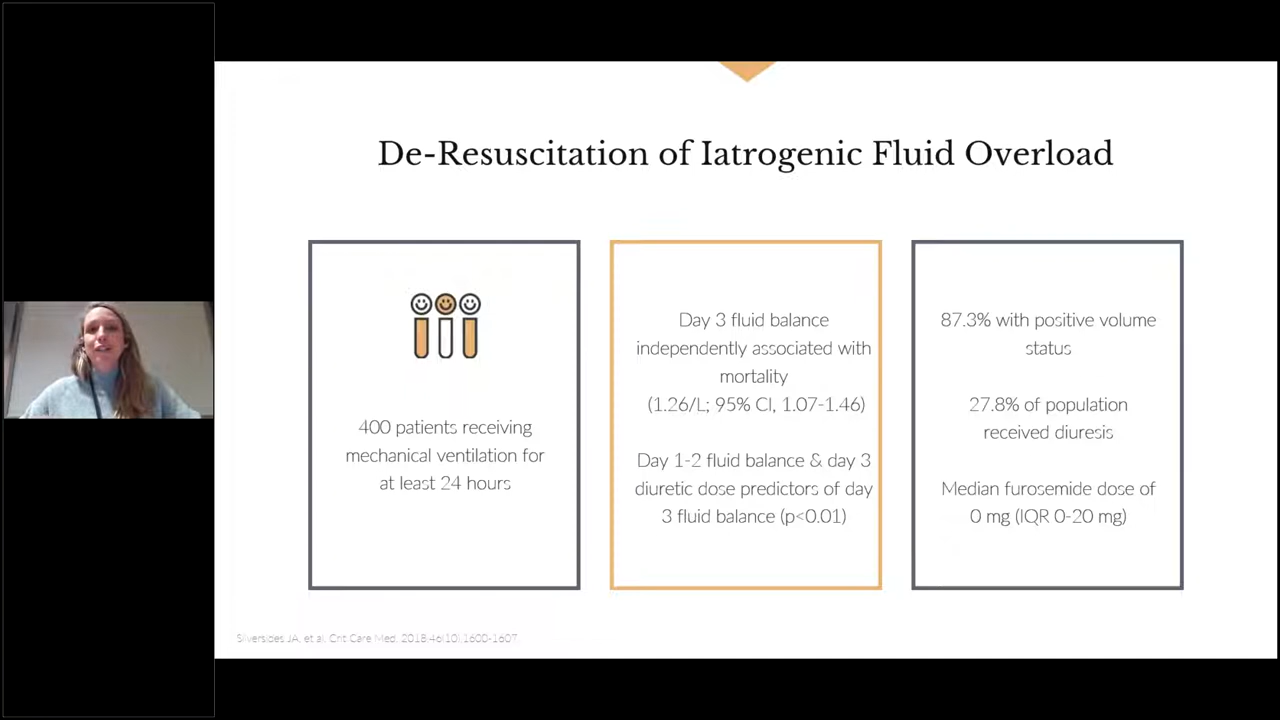 De-Resuscitation of Iatrogenic Fluid Overload
400 patients receiving
mechanical ventilation for
at least 24 hours
Day 3 fluid balance
independently associated with
mortality
(1.26/L; 95% CI, 1.07-1.46)
Day 1-2 fluid balance & day 3
diuretic dose predictors of day
3 fluid balance (p<0.01)
87.3% with positive volume
status
27.8% of population
received diuresis
Median furosemide dose of
0 mg (IQR 0-20 mg)
Silversides JA, et al. Crit Care Med. 2018;46(10):1600-1607